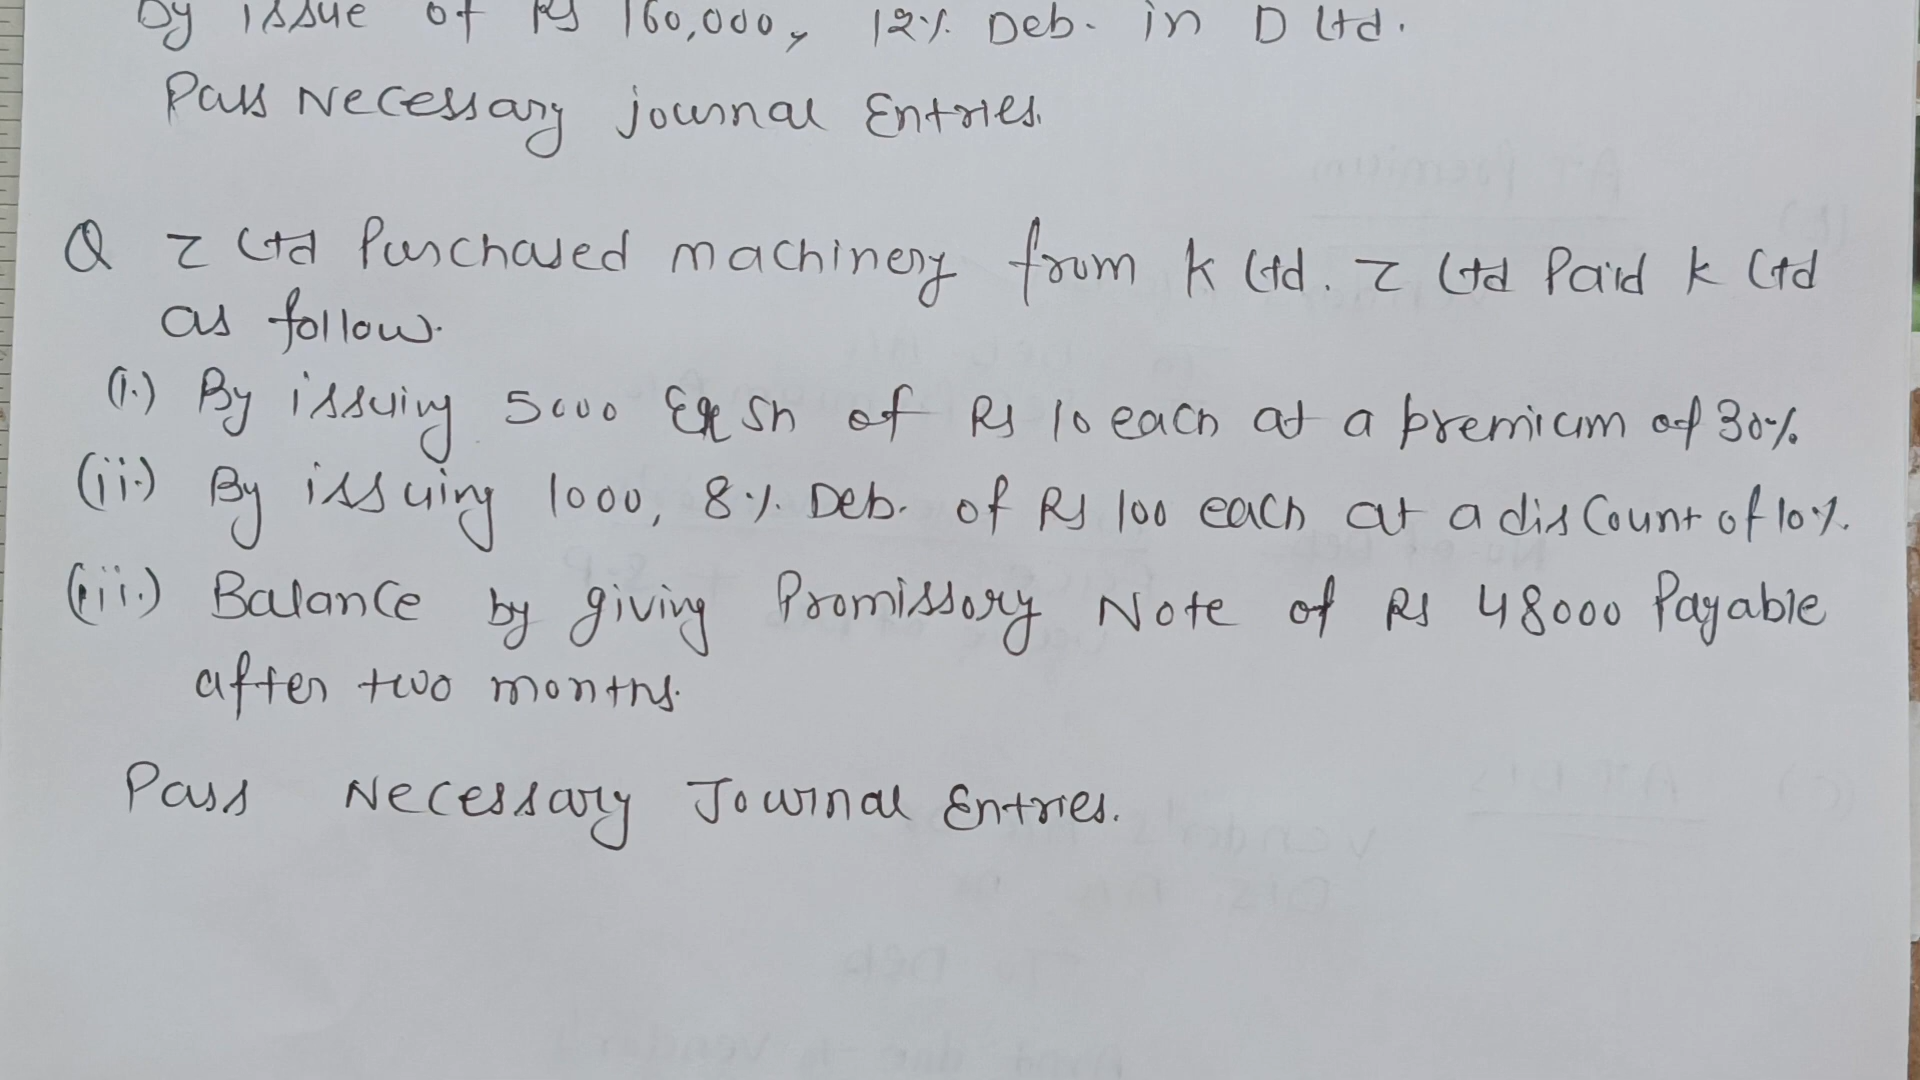 By issue of Rs 160,000, 12% Deb. in D Ltd.
Pass Necessary journal Entries.
Q Z Ltd Purchased machinery from K Ltd. Z Ltd Paid K Ltd
as follow.
(i.) By issuing 5000 Eq Sh of Rs 10 each at a premium of 30%
(ii.) By issuing 1000, 8% Deb. of Rs 100 each at a discount of 10%.
(iii.) Balance by giving Promissory Note of Rs 48000 Payable
after two months.
Pass Necessary Journal Entries.